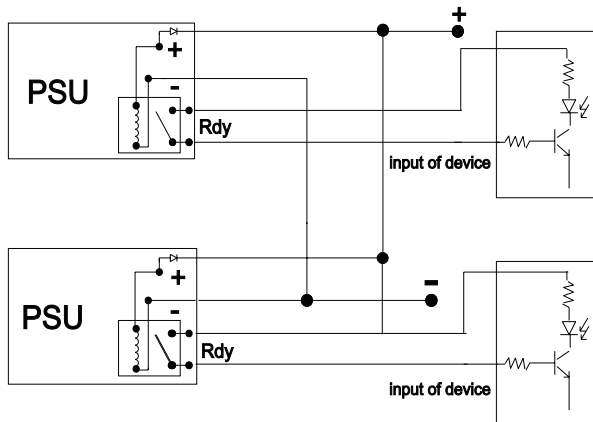 +
+
PSU
-
Rdy
input of device
+
-
PSU
-
Rdy
input of device